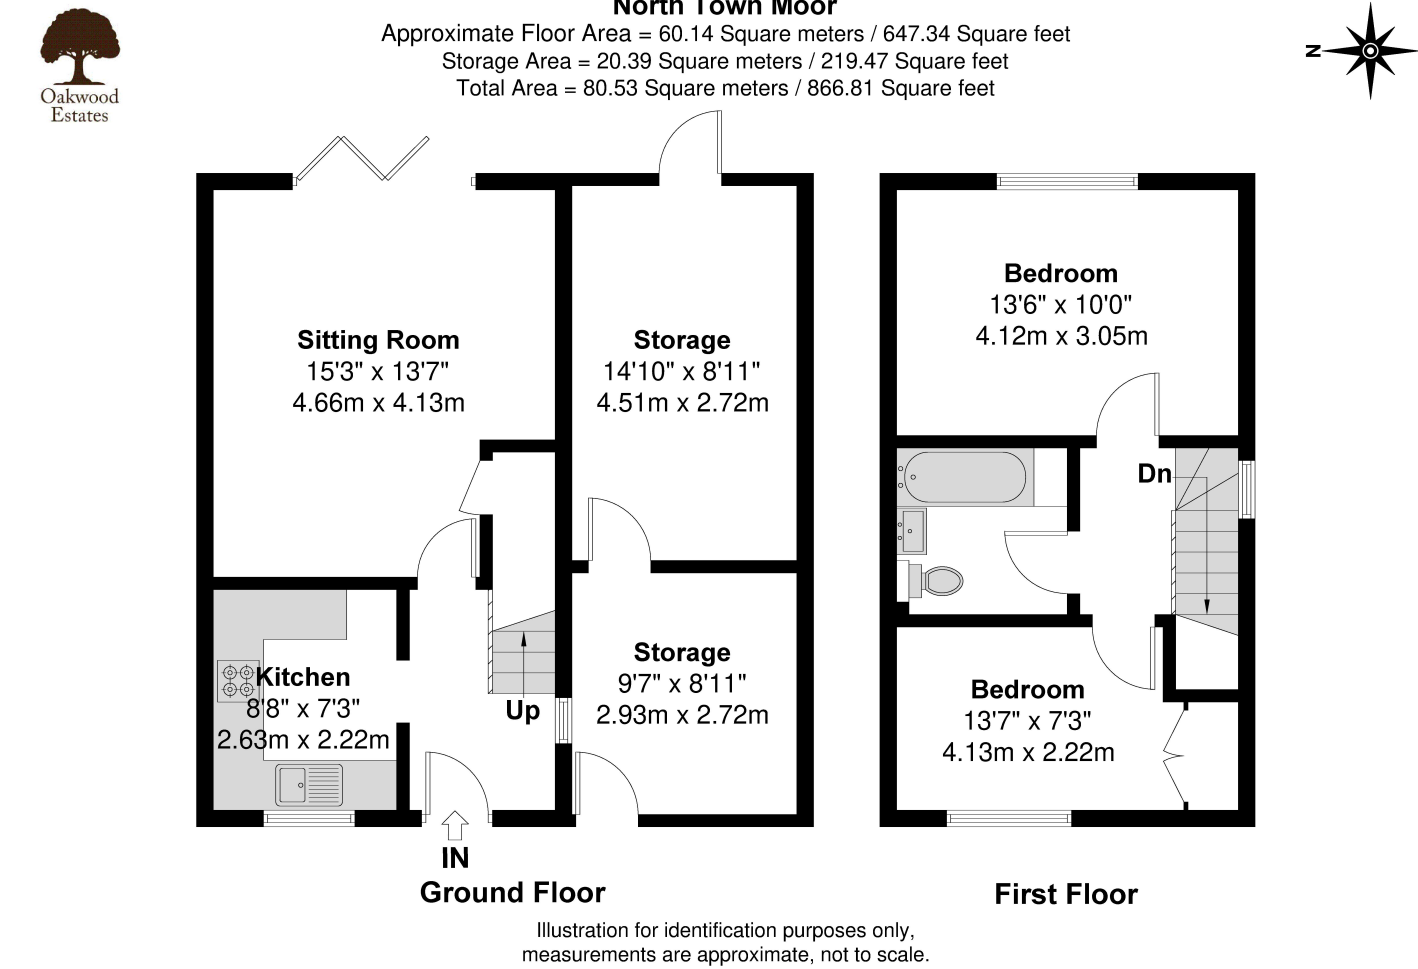 North Town Moor
Approximate Floor Area = 60.14 Square meters / 647.34 Square feet
Storage Area = 20.39 Square meters / 219.47 Square feet
Total Area = 80.53 Square meters / 866.81 Square feet
Oakwood
Estates
N
Sitting Room
15'3" x 13'7"
4.66m x 4.13m
Storage
14'10" x 8'11"
4.51m x 2.72m
Bedroom
13'6" x 10'0"
4.12m x 3.05m
Dn
Kitchen
8'8" x 7'3"
2.63m x 2.22m
Up
Storage
9'7" x 8'11"
2.93m x 2.72m
Bedroom
13'7" x 7'3"
4.13m x 2.22m
IN
Ground Floor
First Floor
Illustration for identification purposes only,
measurements are approximate, not to scale.